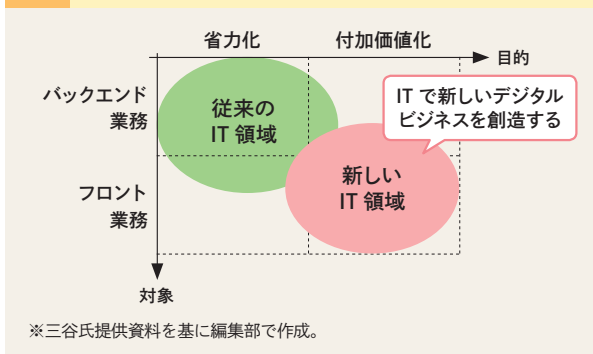 省力化
付加価値化
目的
バックエンド
業務
従来の
IT 領域
IT で新しいデジタル
ビジネスを創造する
フロント
業務
新しい
IT 領域
対象
※三谷氏提供資料を基に編集部で作成。